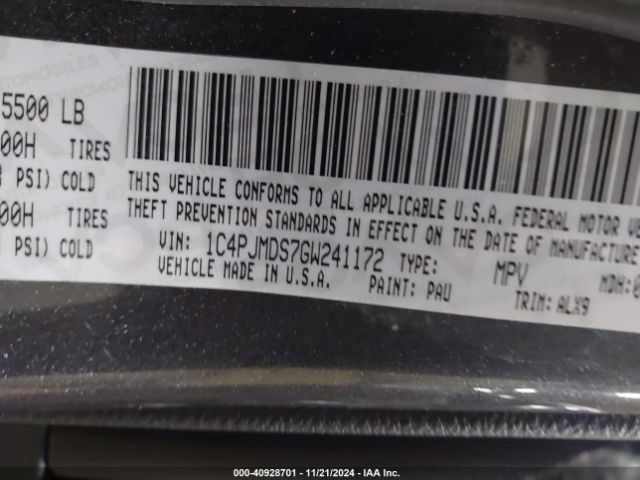 5500 LB
00H TIRES
PSI) COLD
00H TIRES
PSI) COLD
THIS VEHICLE CONFORMS TO ALL APPLICABLE U.S.A. FEDERAL MOTOR
THEFT PREVENTION STANDARDS IN EFFECT ON THE DATE OF MANUFACTURE
VIN: 1C4PJMDS7GW241172 TYPE: MPV MDH:0
VEHICLE MADE IN U.S.A. PAINT: PAU TRIM: ALX9
000-40928701 - 11/21/2024 - IAA Inc.